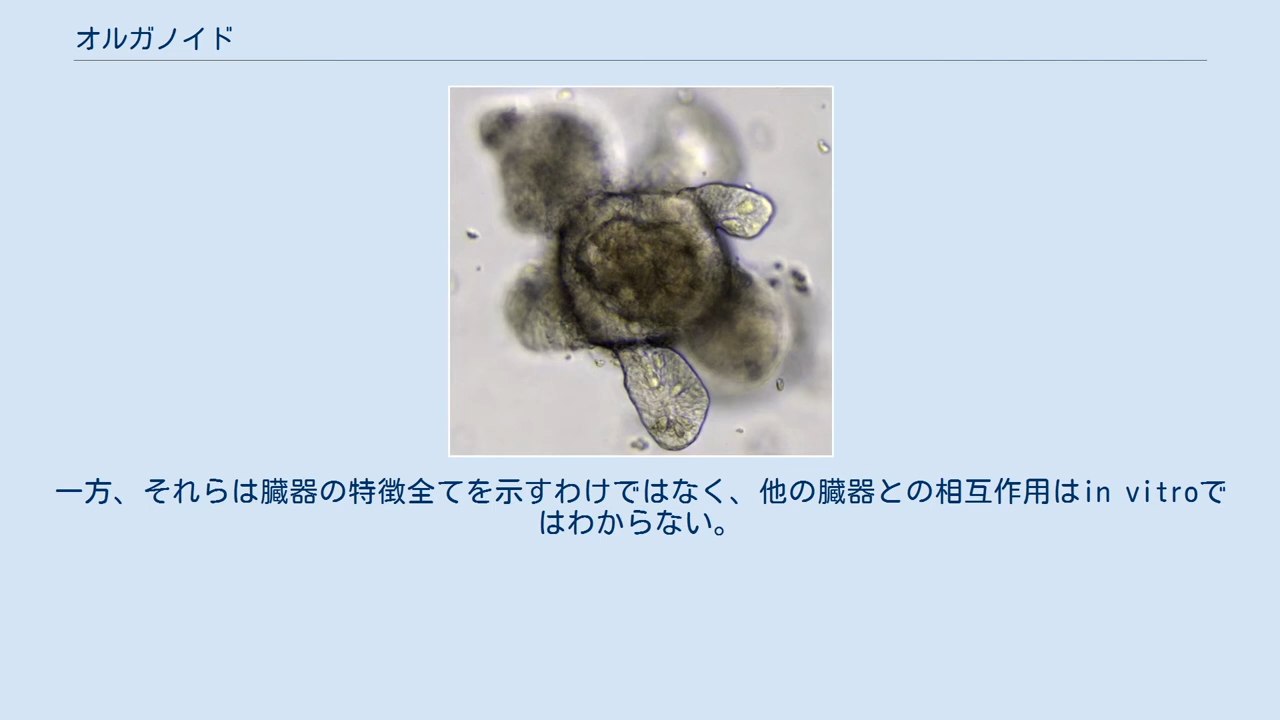 オルガノイド
一方、それらは臓器の特徴全てを示すわけではなく、他の臓器との相互作用はin vitroで
はわからない。